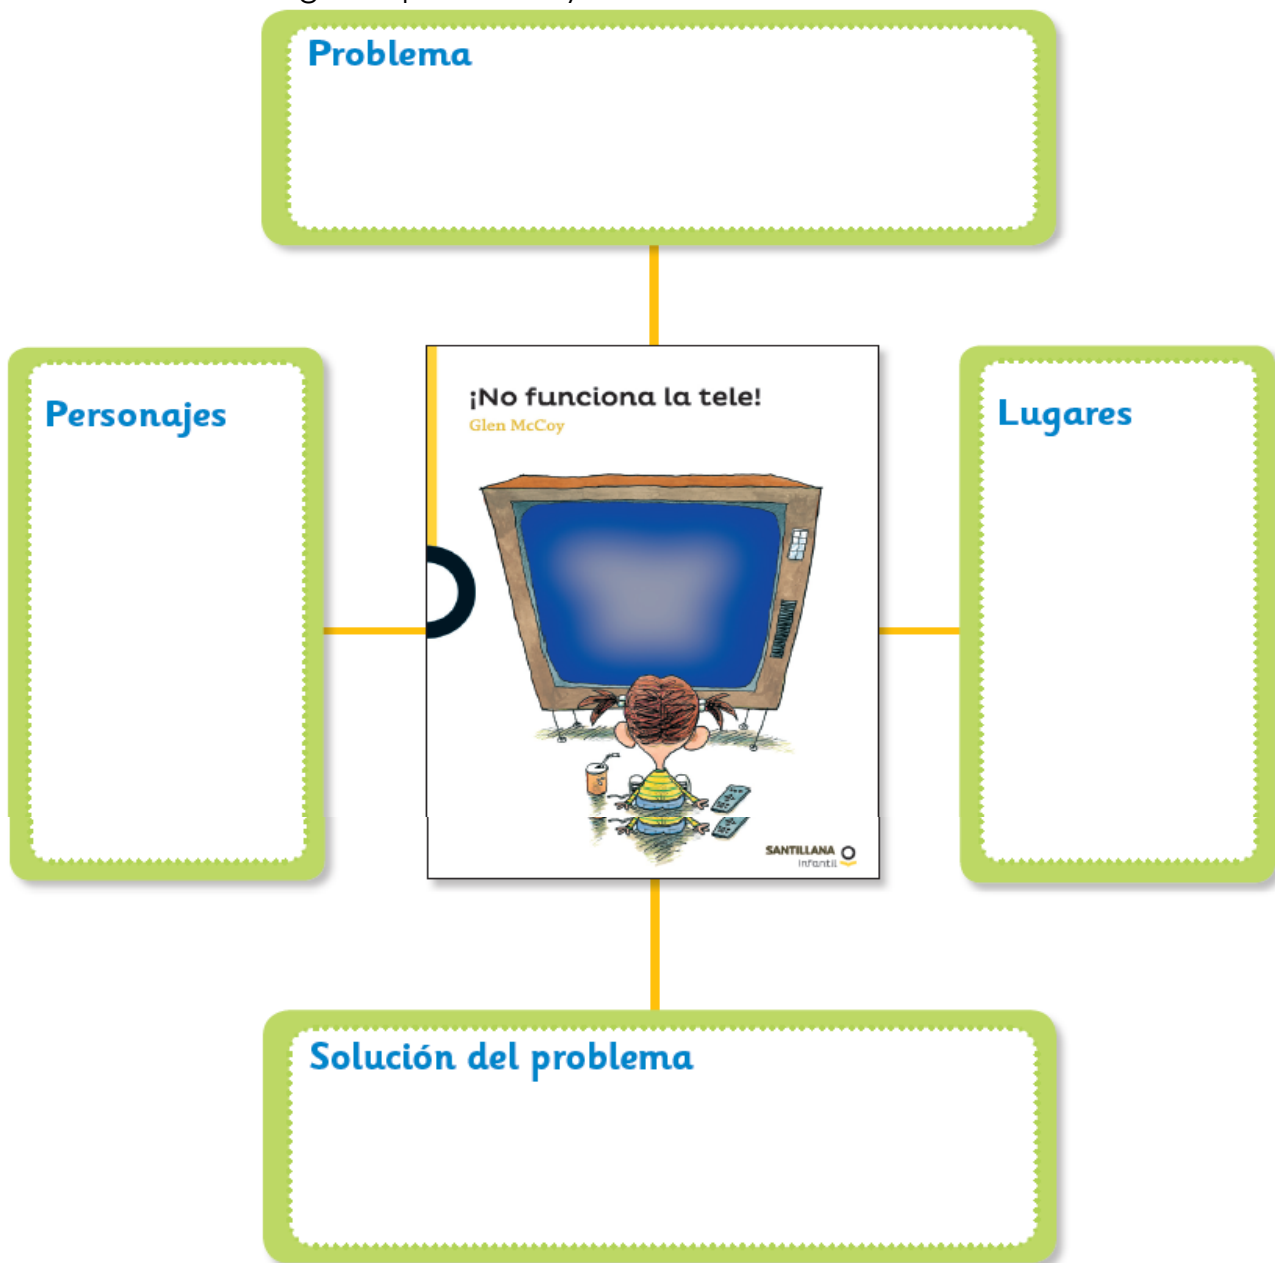 Problema
Personajes
¡No funciona la tele!
Glen McCoy
Lugares
SANTILLANA
infantil
Solución del problema